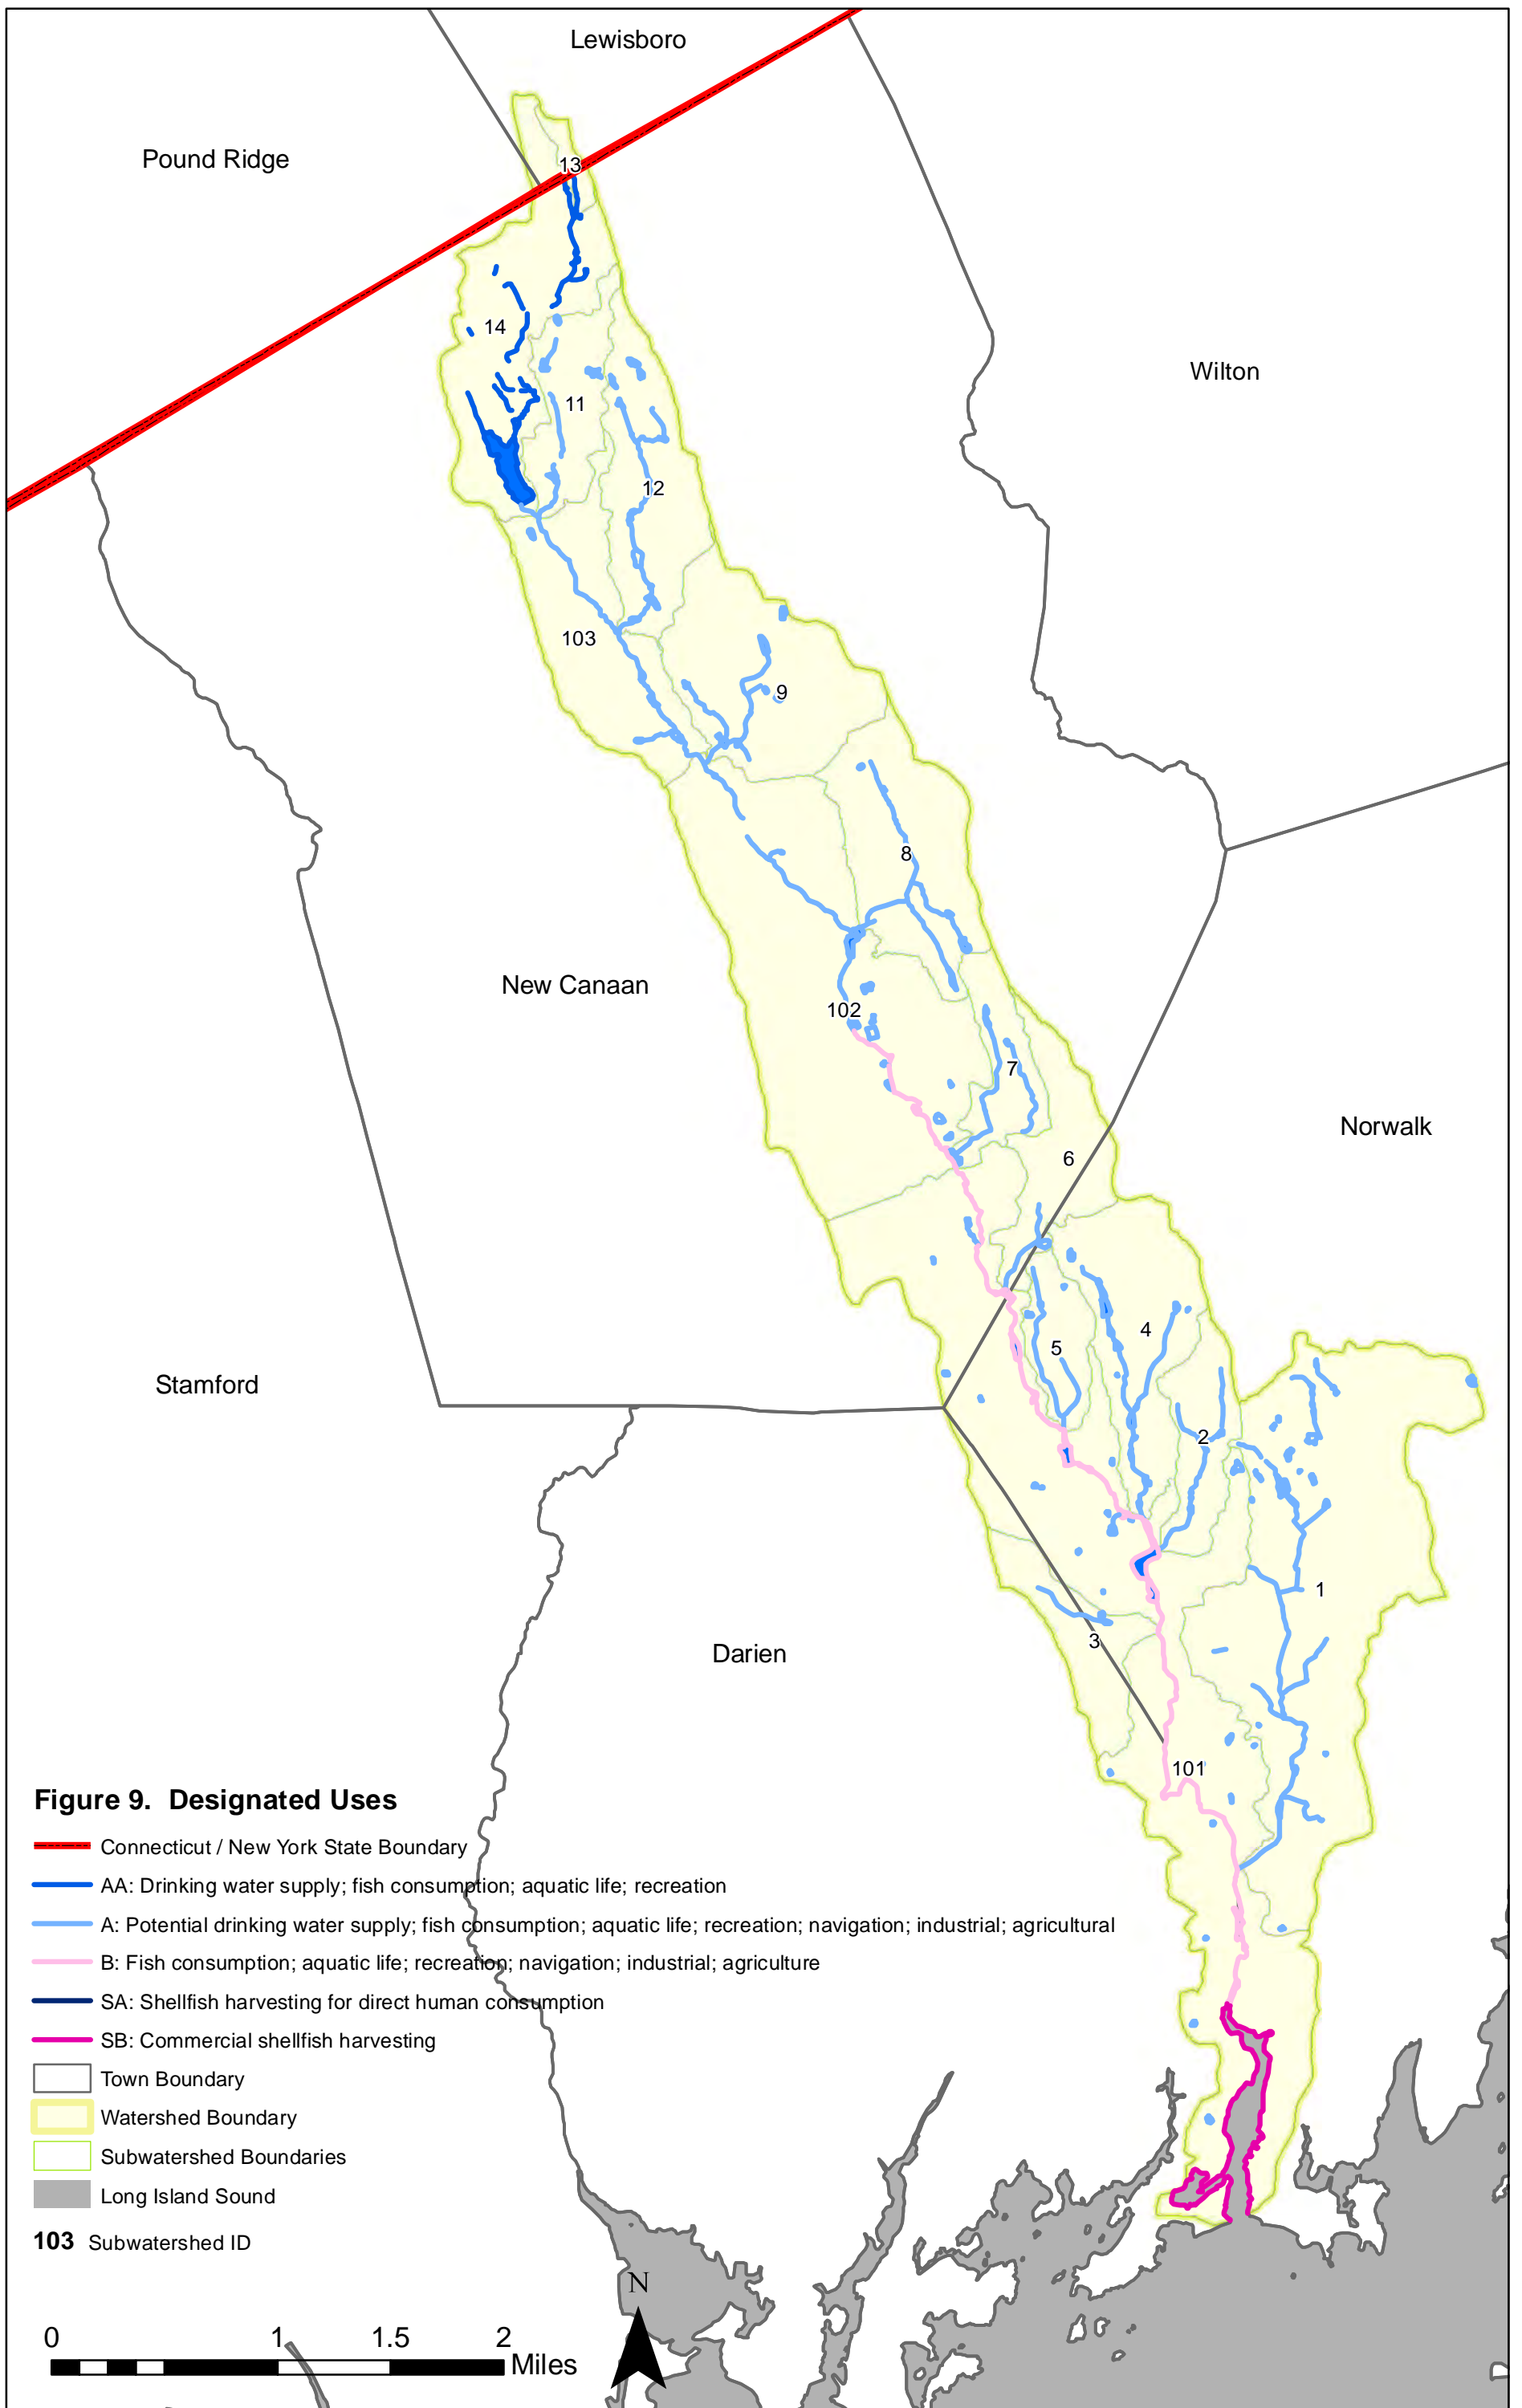 Lewisboro
Pound Ridge
13
14
Wilton
11
12
103
9
8
New Canaan
102
7
Norwalk
6
4
5
Stamford
2
1
3
Darien
101
Figure 9. Designated Uses
Connecticut / New York State Boundary
AA: Drinking water supply; fish consumption; aquatic life; recreation
A: Potential drinking water supply; fish consumption; aquatic life; recreation; navigation; industrial; agricultural
B: Fish consumption; aquatic life; recreation; navigation; industrial; agriculture
SA: Shellfish harvesting for direct human consumption
SB: Commercial shellfish harvesting
Town Boundary
Watershed Boundary
Subwatershed Boundaries
Long Island Sound
103 Subwatershed ID
N
0 1 1.5 2
Miles